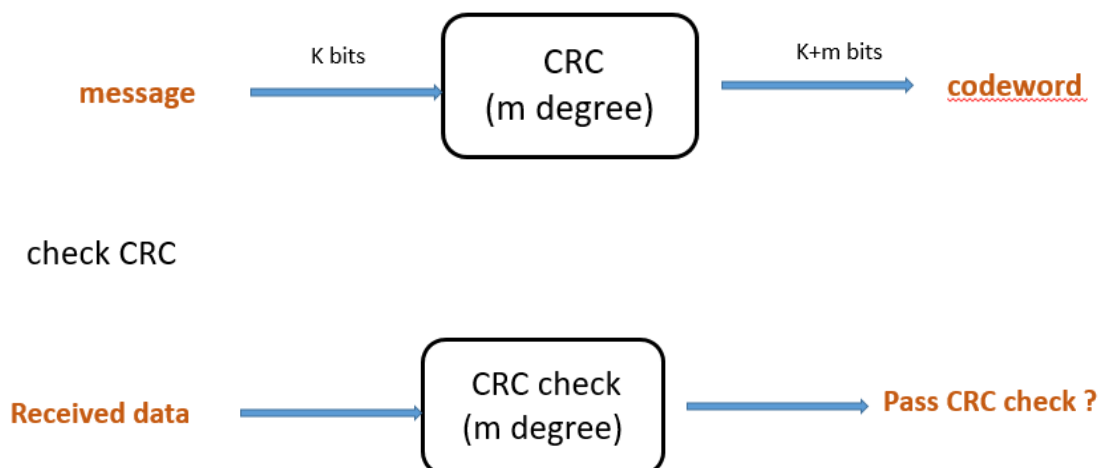 K bits
CRC
K+m bits
message
(m degree)
codeword
check CRC
CRC check
Received data
(m degree)
Pass CRC check ?